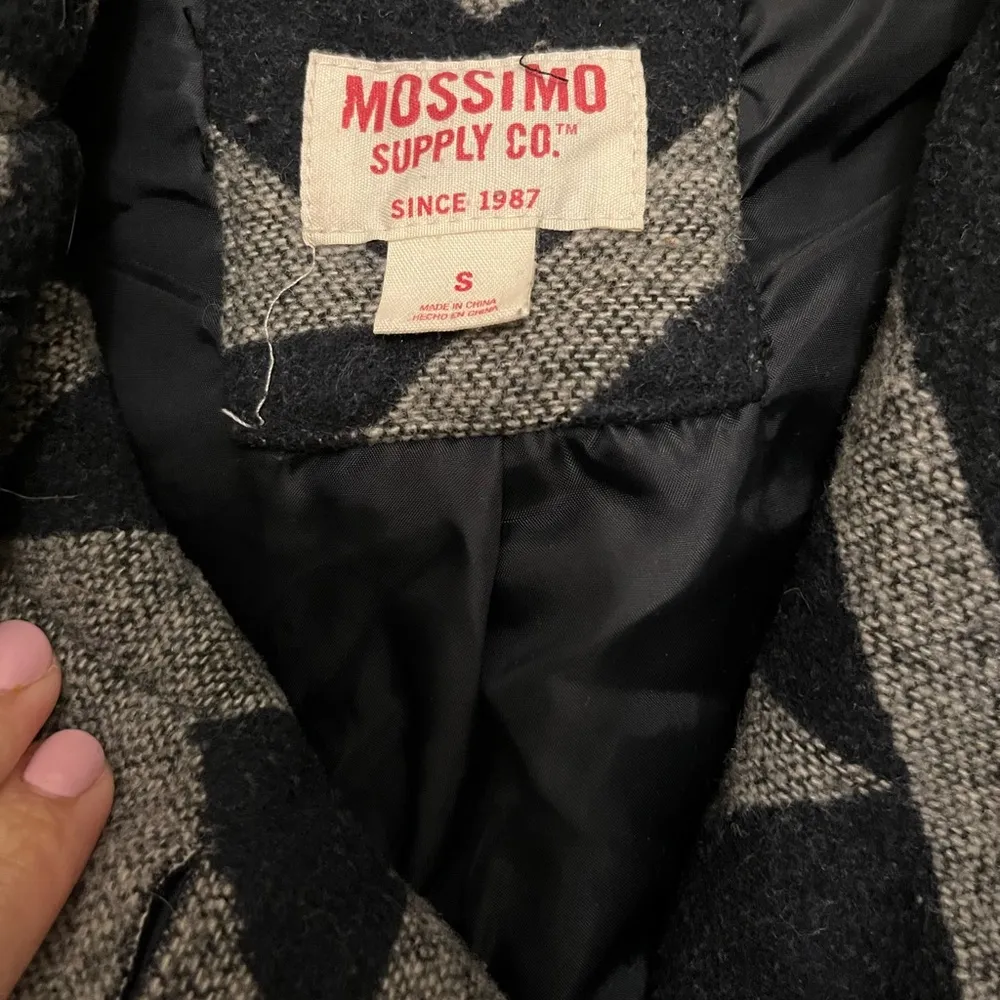 MOSSIMO
SUPPLY CO.™
SINCE 1987
S
MADE IN CHINA
HECHO EN CHINA